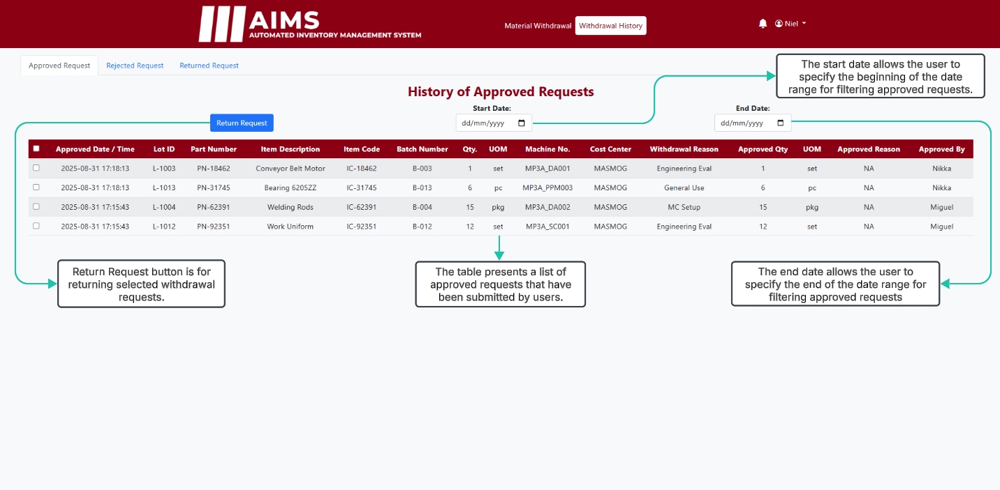 AIMS
AUTOMATED INVENTORY MANAGEMENT SYSTEM
Material Withdrawal Withdrawal History
Niel
Approved Request Rejected Request Returned Request
The start date allows the user to
specify the beginning of the date
range for filtering approved requests.
History of Approved Requests
Start Date: End Date:
Return Request dd/mm/yyyy dd/mm/yyyy
Approved Date / Time Lot ID Part Number Item Description Item Code Batch Number Qty. UOM Machine No. Cost Center Withdrawal Reason Approved Qty UOM Approved Reason Approved By
2025-08-31 17:18:13 L-1003 PN-18462 Conveyor Belt Motor IC-18462 B-003 1 set MP3A_DA001 MASMOG Engineering Eval 1 set NA Nikka
2025-08-31 17:18:13 L-1013 PN-31745 Bearing 6205ZZ IC-31745 B-013 6 pc MP3A_PPM003 MASMOG General Use 6 pc NA Nikka
2025-08-31 17:15:43 L-1004 PN-62391 Welding Rods IC-62391 B-004 15 pkg MP3A_DA002 MASMOG MC Setup 15 pkg NA Miguel
2025-08-31 17:15:43 L-1012 PN-92351 Work Uniform IC-92351 B-012 12 set MP3A_SC001 MASMOG Engineering Eval 12 set NA Miguel
Return Request button is for
returning selected withdrawal
requests.
The table presents a list of
approved requests that have
been submitted by users.
The end date allows the user to
specify the end of the date range for
filtering approved requests